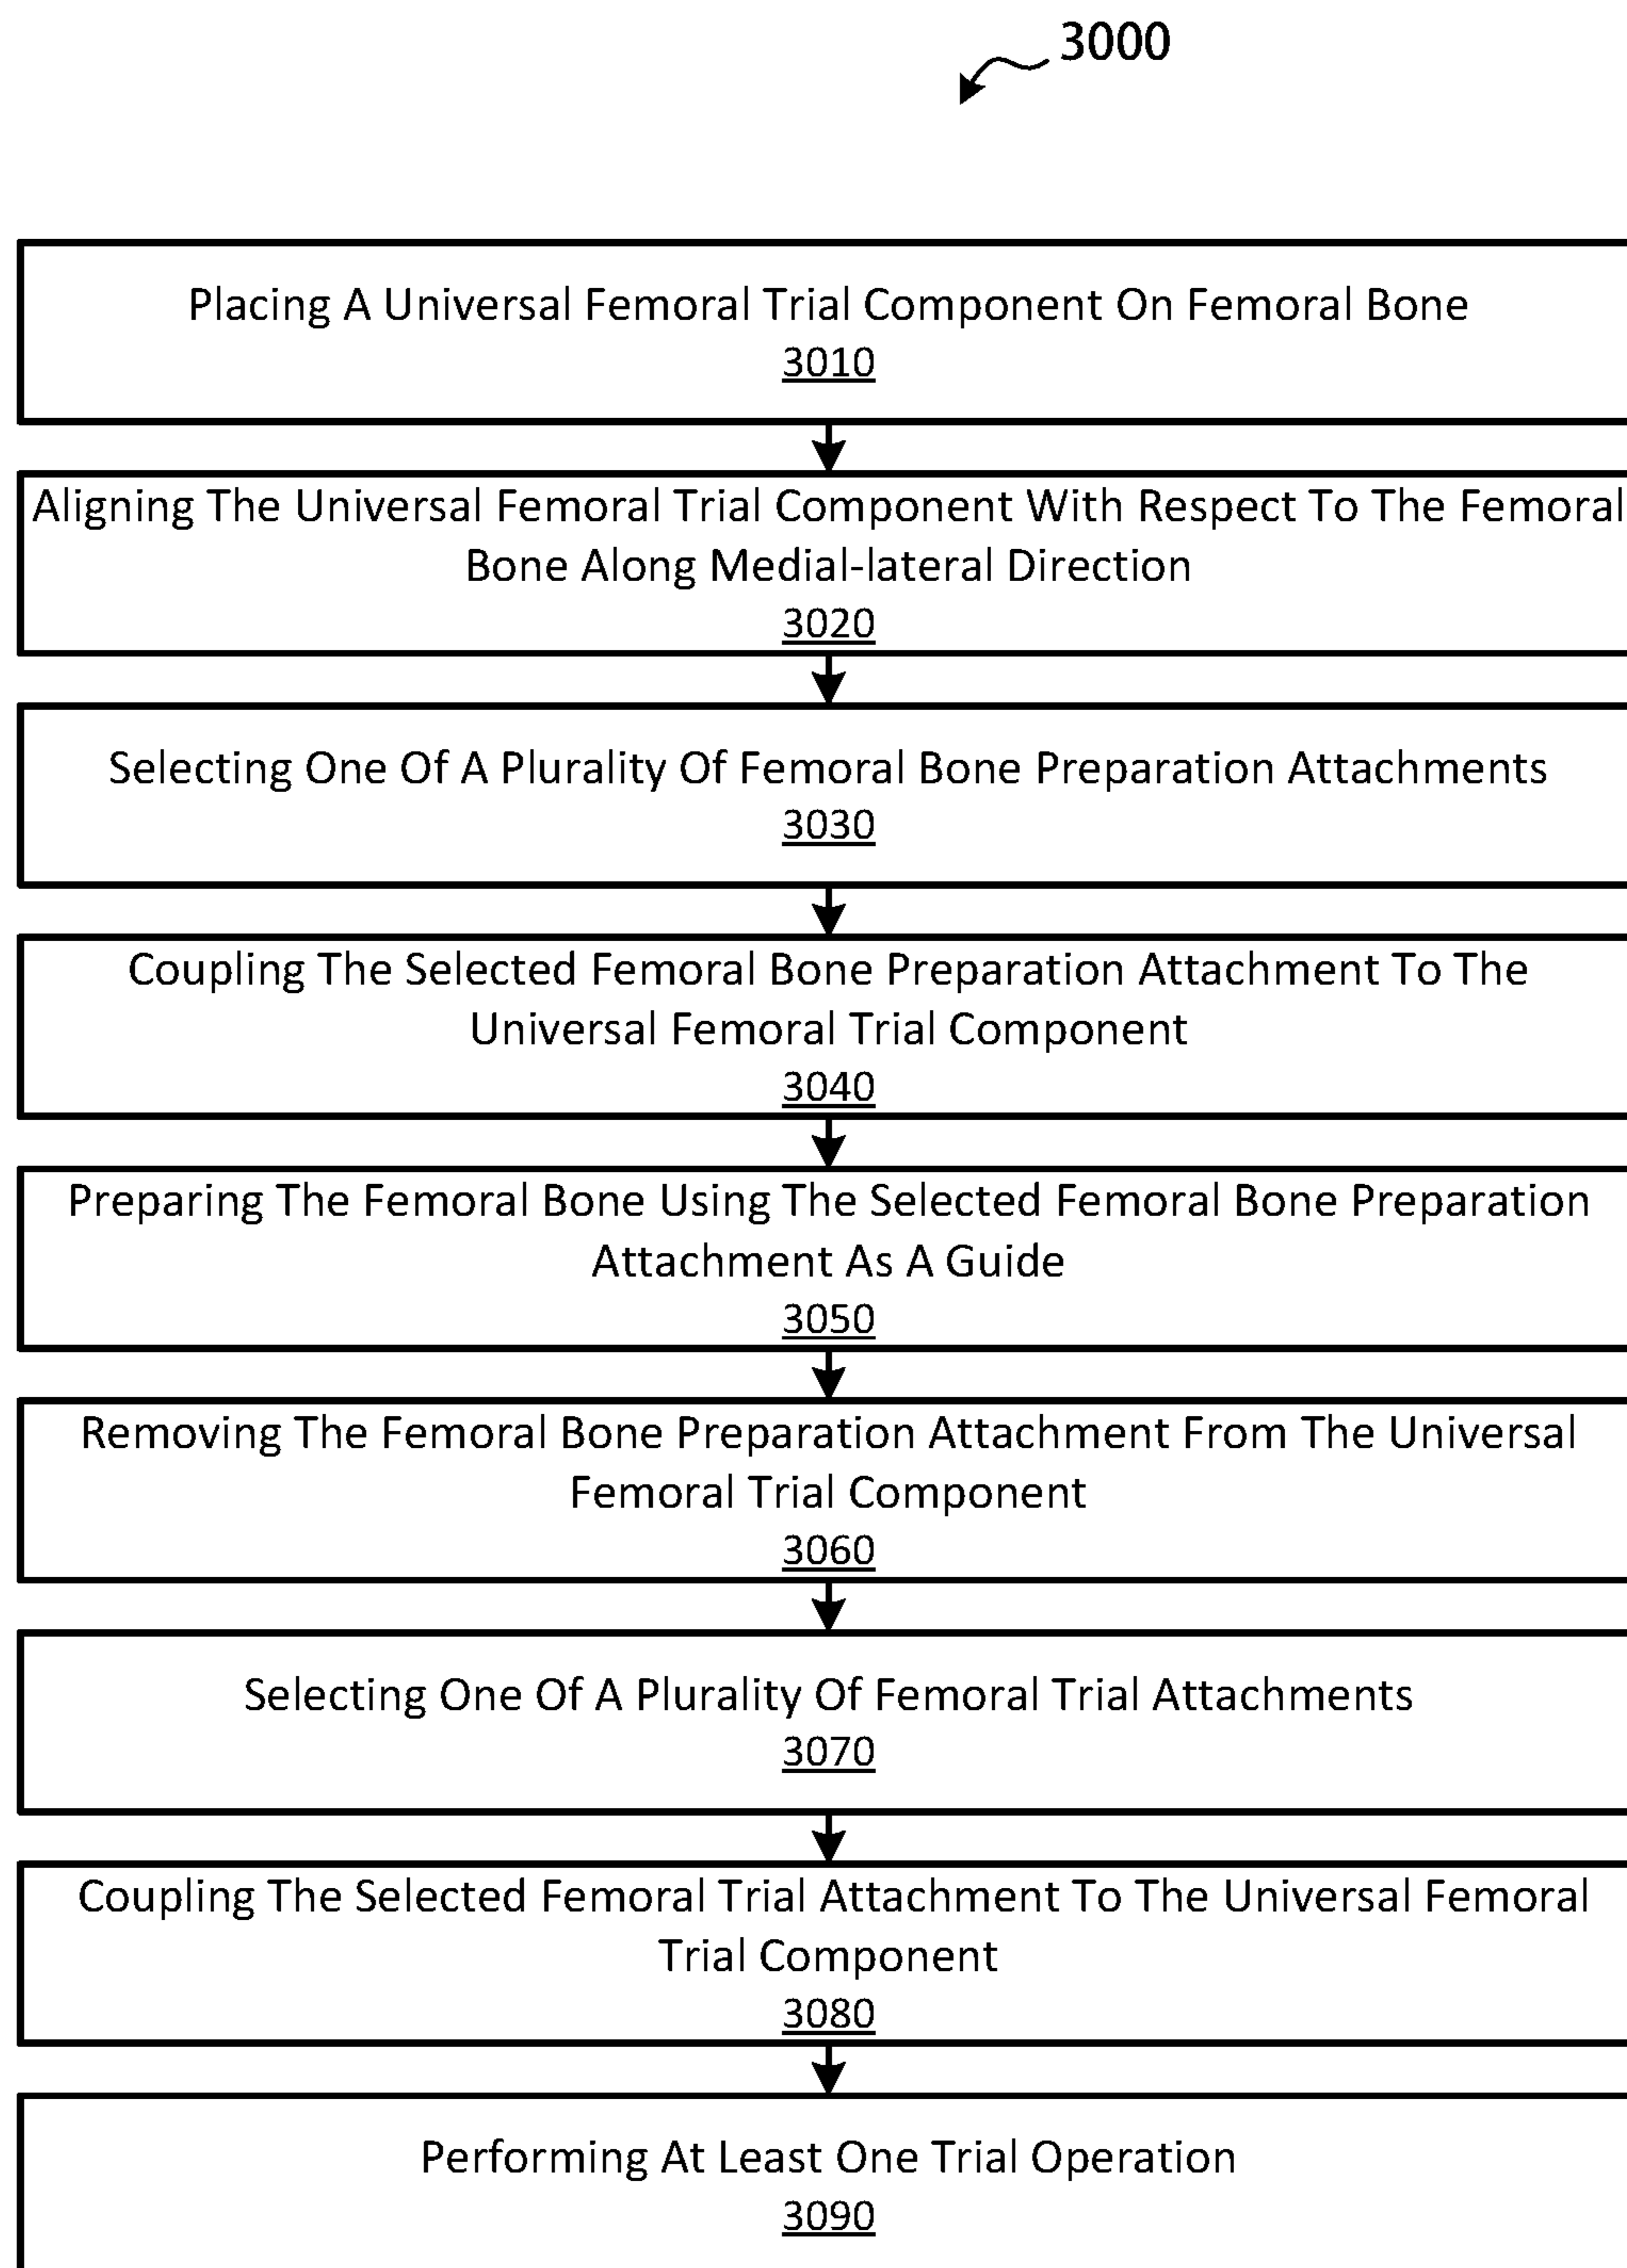 3000
Placing A Universal Femoral Trial Component On Femoral Bone
3010
Aligning The Universal Femoral Trial Component With Respect To The Femoral
Bone Along Medial-lateral Direction
3020
Selecting One Of A Plurality Of Femoral Bone Preparation Attachments
3030
Coupling The Selected Femoral Bone Preparation Attachment To The
Universal Femoral Trial Component
3040
Preparing The Femoral Bone Using The Selected Femoral Bone Preparation
Attachment As A Guide
3050
Removing The Femoral Bone Preparation Attachment From The Universal
Femoral Trial Component
3060
Selecting One Of A Plurality Of Femoral Trial Attachments
3070
Coupling The Selected Femoral Trial Attachment To The Universal Femoral
Trial Component
3080
Performing At Least One Trial Operation
3090